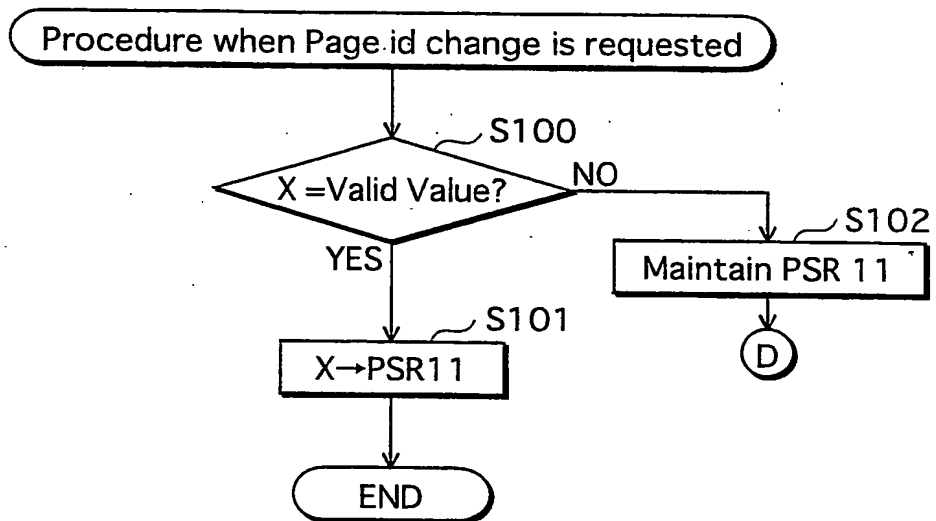 Procedure when Page id change is requested
S100
X =Valid Value?
NO
YES
S102
Maintain PSR 11
D
S101
X→PSR11
END